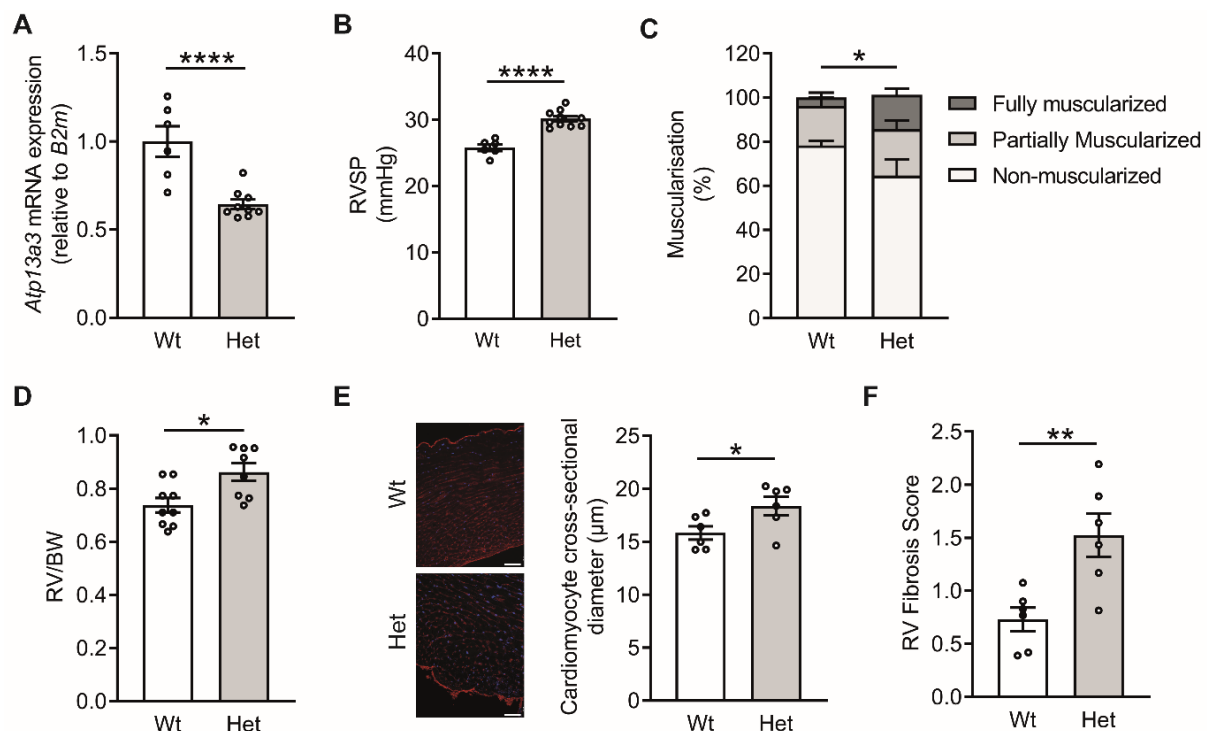 A
Atp13a3 mRNA expression
(relative to B2m)
1.5
1.0
0.5
0.0
****
Wt
Het
B
RVSP
(mmHg)
40
30
20
10
0
****
Wt
Het
C
Muscularisation
(%)
120
100
80
60
40
20
0
*
Wt
Het
Fully muscularized
Partially Muscularized
Non-muscularized
D
RV/BW
1.0
0.8
0.6
0.4
0.2
0.0
*
Wt
Het
E
Wt
Het
Cardiomyocyte cross-sectional
diameter (μm)
25
20
15
10
5
0
*
Wt
Het
F
RV Fibrosis Score
2.5
2.0
1.5
1.0
0.5
0.0
**
Wt
Het